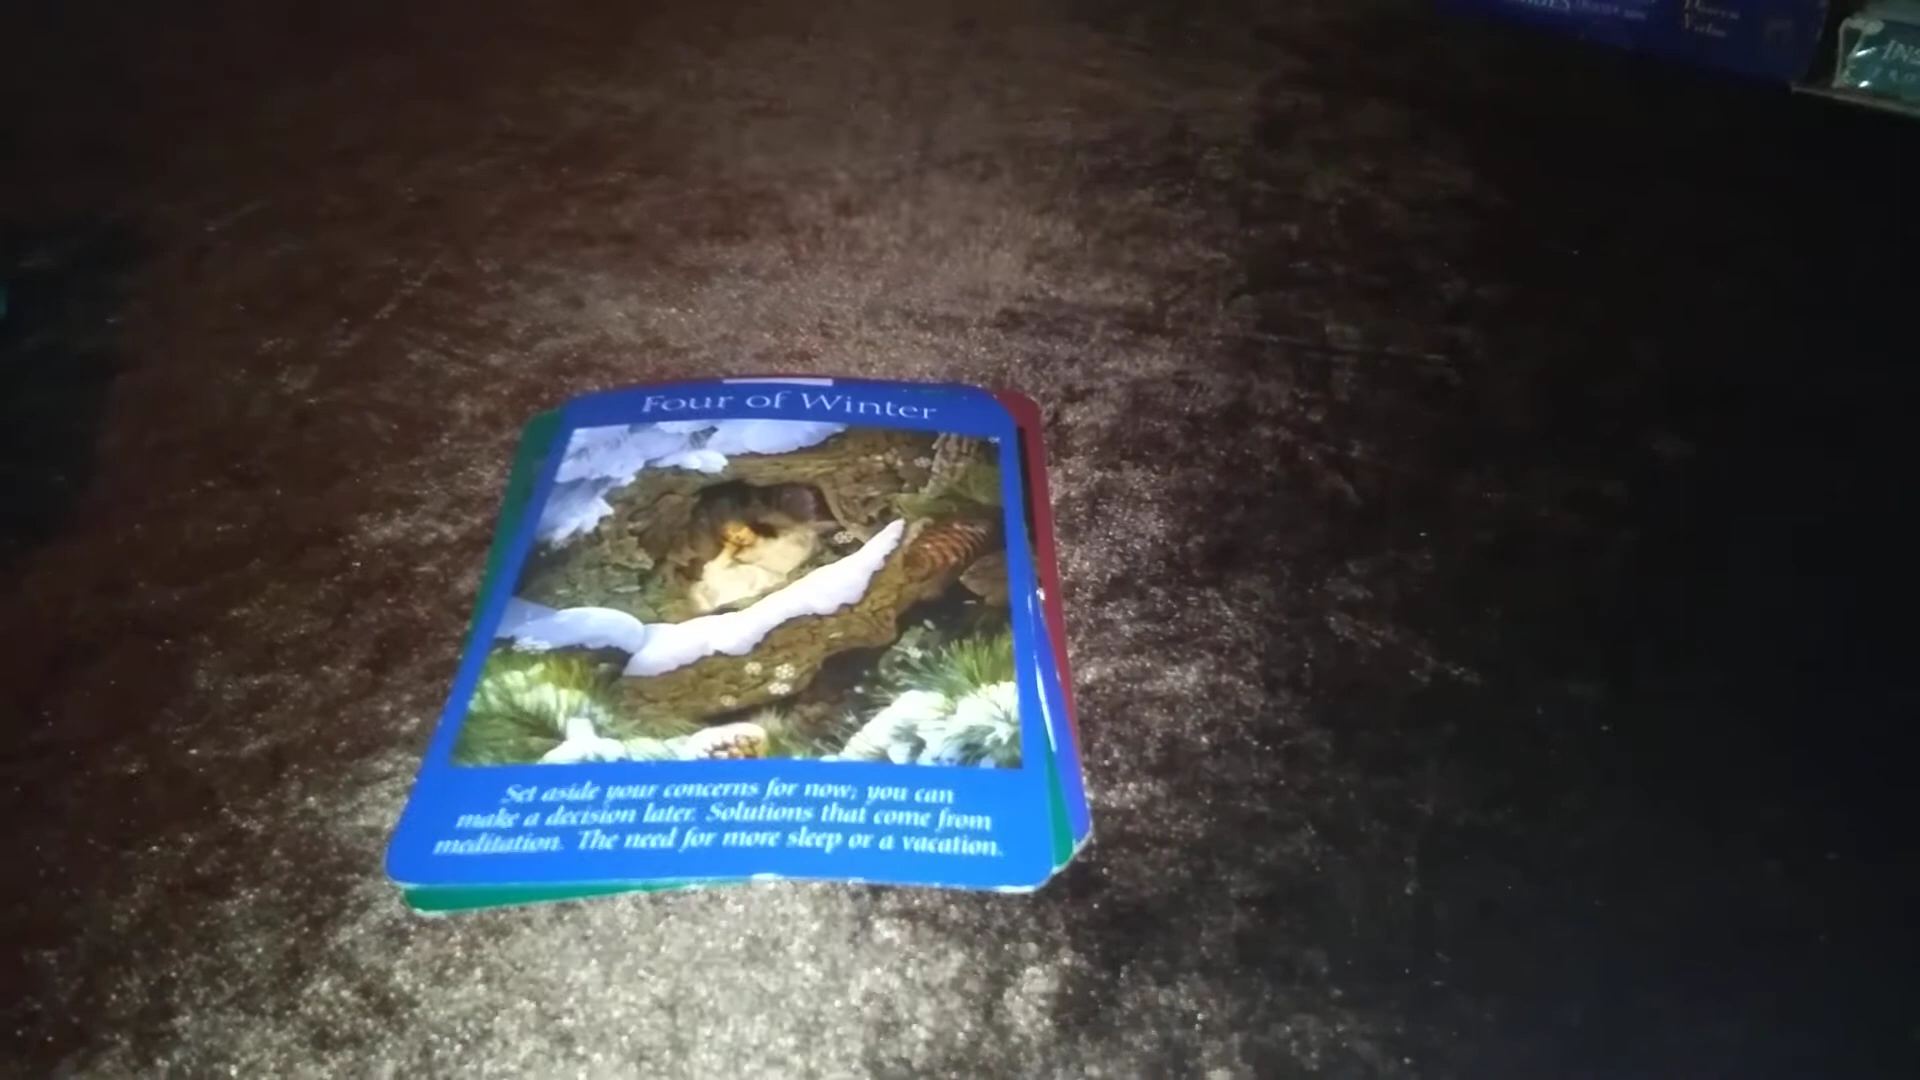 Four of Winter
Set aside your concerns for now; you can
make a decision later. Solutions that come from
meditation. The need for more sleep or a vacation.